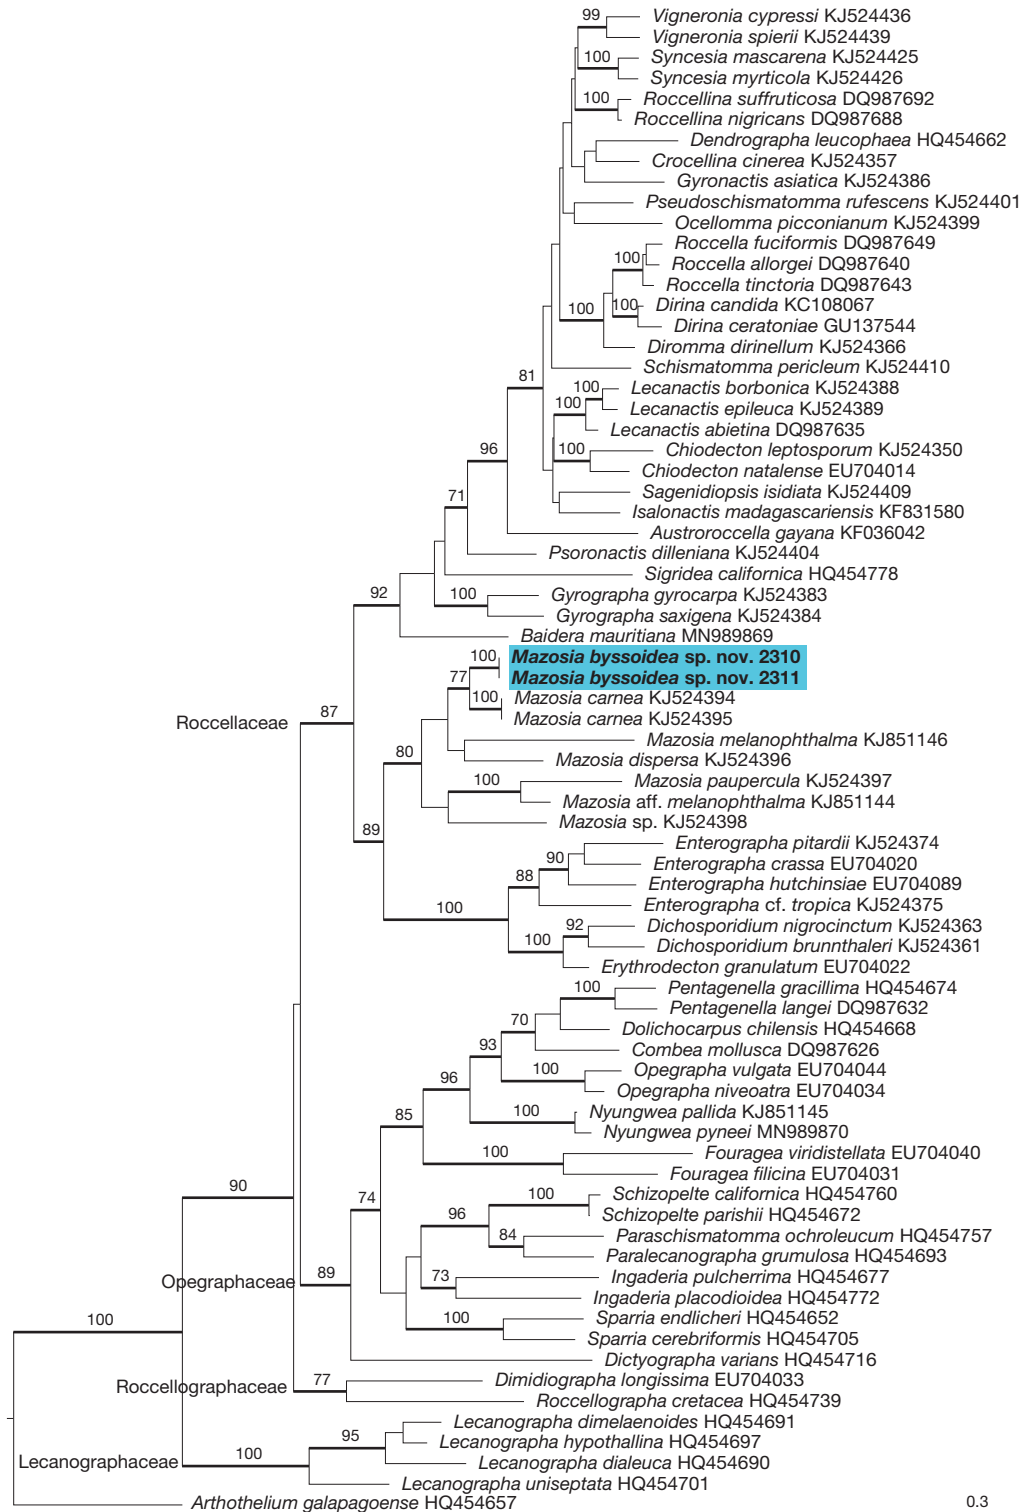 99 Vigneronia cypressi KJ524436
Vigneronia spierii KJ524439
100 Syncesia mascarena KJ524425
Syncesia myrticola KJ524426
100 Roccellina suffruticosa DQ987692
Roccellina nigricans DQ987688
Dendrographa leucophaea HQ454662
Crocellina cinerea KJ524357
Gyronactis asiatica KJ524386
Pseudoschismatomma rufescens KJ524401
Ocellomma picconianum KJ524399
Roccella fuciformis DQ987649
100 Roccella allorgei DQ987640
Roccella tinctoria DQ987643
100 100 Dirina candida KC108067
Dirina ceratoniae GU137544
Diromma dirinellum KJ524366
Schismatomma pericleum KJ524410
81 100 Lecanactis borbonica KJ524388
100 Lecanactis epileuca KJ524389
Lecanactis abietina DQ987635
100 Chiodecton leptosporum KJ524350
96 Chiodecton natalense EU704014
Sagenidiopsis isidiata KJ524409
71 Isalonactis madagascariensis KF831580
Austroroccella gayana KF036042
Psoronactis dilleniana KJ524404
Sigridea californica HQ454778
92 100 Gyrographa gyrocarpa KJ524383
Gyrographa saxigena KJ524384
Baidera mauritiana MN989869
100 Mazosia byssoidea sp. nov. 2310
77 Mazosia byssoidea sp. nov. 2311
100 Mazosia carnea KJ524394
Roccellaceae 87 Mazosia carnea KJ524395
Mazosia melanophthalma KJ851146
80 Mazosia dispersa KJ524396
100 Mazosia paupercula KJ524397
Mazosia aff. melanophthalma KJ851144
89 Mazosia sp. KJ524398
Enterographa pitardii KJ524374
90 Enterographa crassa EU704020
88 Enterographa hutchinsiae EU704089
100 Enterographa cf. tropica KJ524375
92 Dichosporidium nigrocinctum KJ524363
100 Dichosporidium brunnthaleri KJ524361
Erythrodecton granulatum EU704022
100 Pentagenella gracillima HQ454674
Pentagenella langei DQ987632
70 Dolichocarpus chilensis HQ454668
93 Combea mollusca DQ987626
100 Opegrapha vulgata EU704044
96 Opegrapha niveoatra EU704034
85 100 Nyungwea pallida KJ851145
Nyungwea pyneei MN989870
100 Fouragea viridistellata EU704040
Fouragea filicina EU704031
90 74 100 Schizopelte californica HQ454760
96 Schizopelte parishii HQ454672
84 Paraschismatomma ochroleucum HQ454757
Paralecanographa grumulosa HQ454693
Opegraphaceae 89 73 Ingaderia pulcherrima HQ454677
Ingaderia placodioidea HQ454772
100 100 Sparria endlicheri HQ454652
Sparria cerebriformis HQ454705
Dictyographa varians HQ454716
Roccellographaceae 77 Dimidiographa longissima EU704033
Roccellographa cretacea HQ454739
Lecanographa dimelaenoides HQ454691
95 Lecanographa hypothallina HQ454697
Lecanographaceae 100 Lecanographa dialeuca HQ454690
Lecanographa uniseptata HQ454701
Arthothelium galapagoense HQ454657
0.3